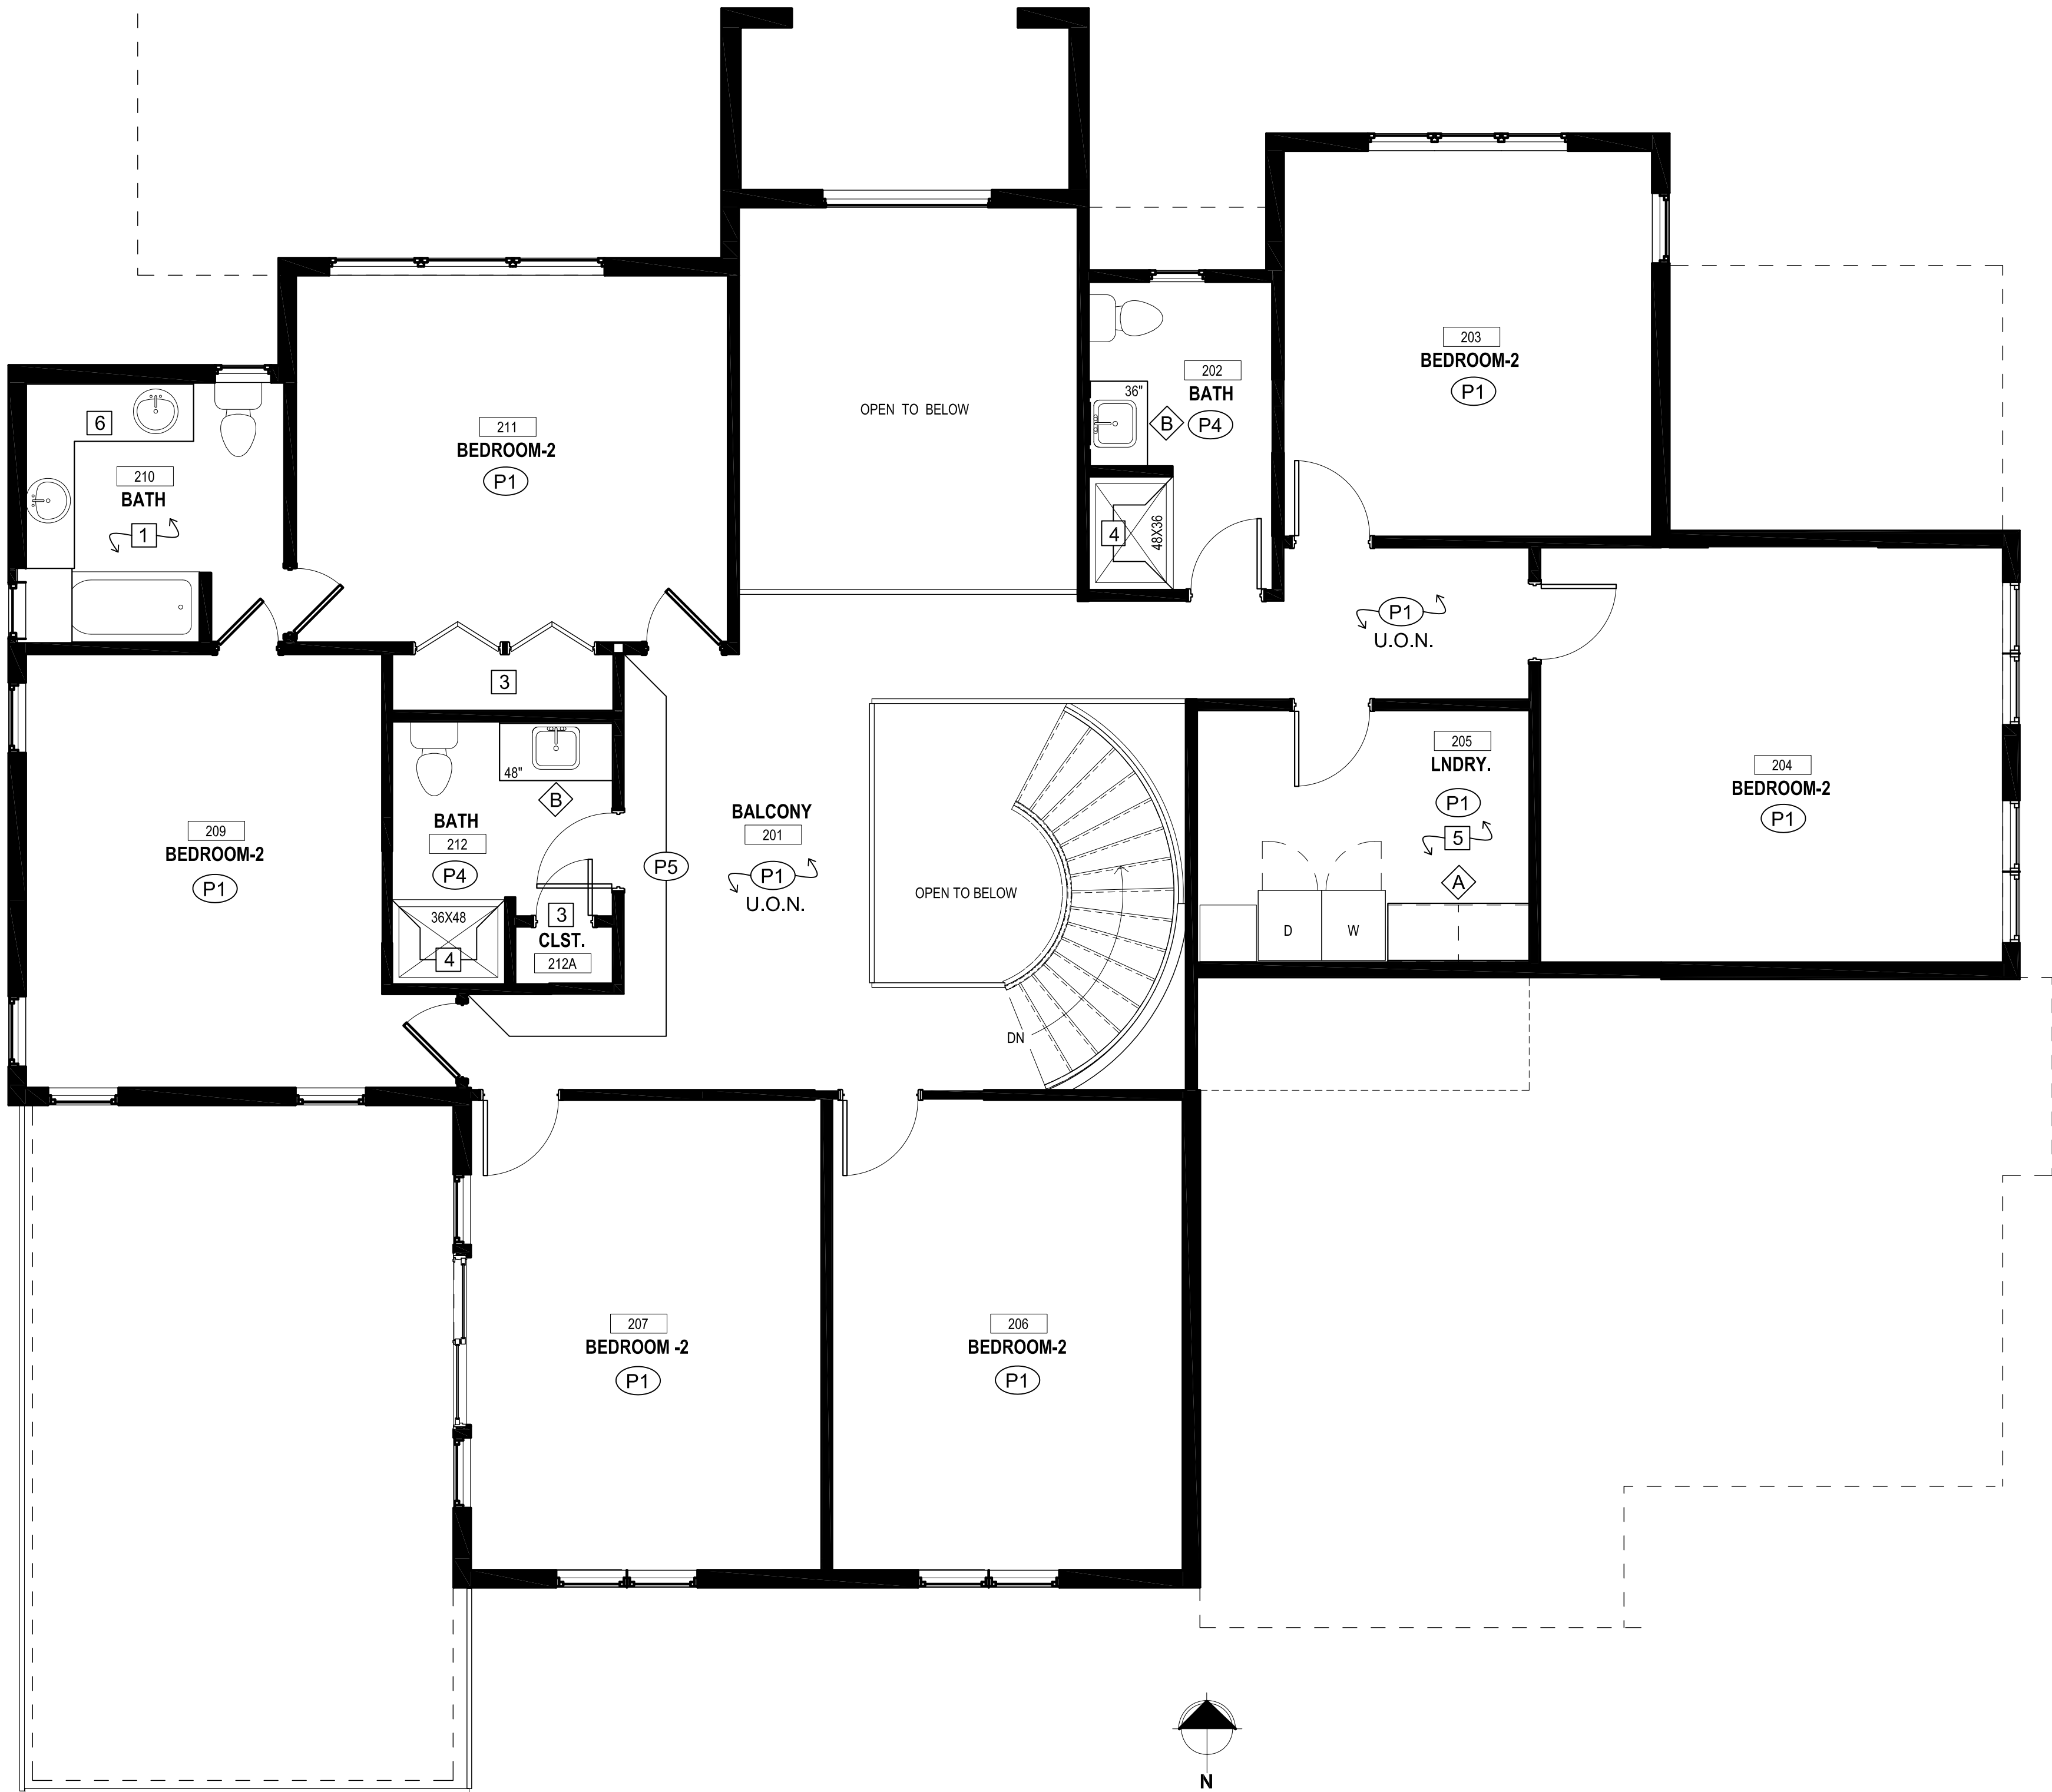 203
BEDROOM-2
P1
202
BATH
P4
36"
B
4
48X36
OPEN TO BELOW
211
BEDROOM-2
P1
6
210
BATH
1
3
P1
U.O.N.
205
LNDRY.
P1
5
A
D
W
204
BEDROOM-2
P1
48"
B
BATH
212
P4
36X48
4
3
CLST.
212A
P5
BALCONY
201
P1
U.O.N.
OPEN TO BELOW
DN
209
BEDROOM-2
P1
207
BEDROOM -2
P1
206
BEDROOM-2
P1
N